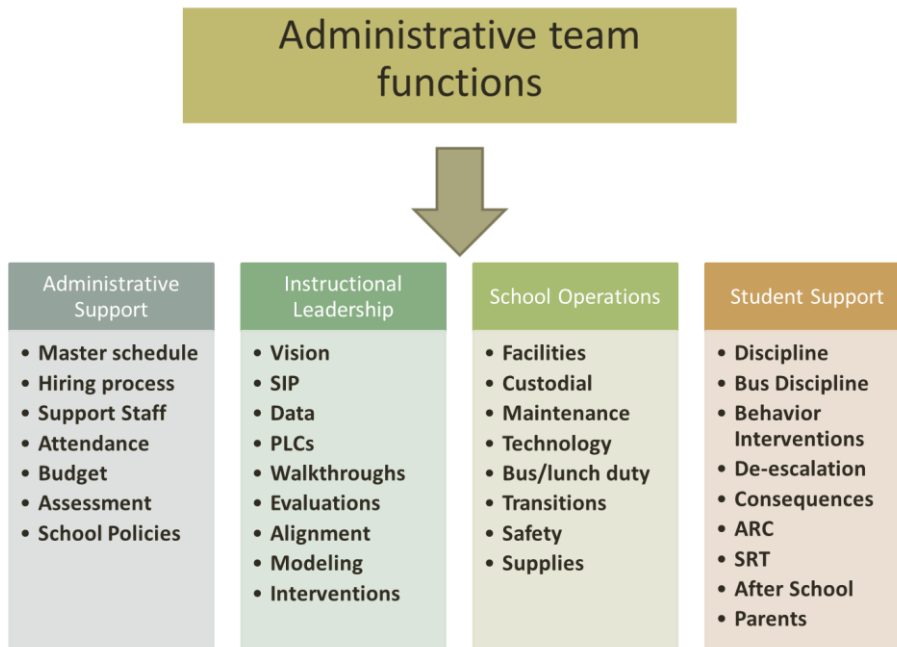 Administrative team
functions
Administrative
Support
• Master schedule
• Hiring process
• Support Staff
• Attendance
• Budget
• Assessment
• School Policies
Instructional
Leadership
• Vision
• SIP
• Data
• PLCs
• Walkthroughs
• Evaluations
• Alignment
• Modeling
• Interventions
School Operations
• Facilities
• Custodial
• Maintenance
• Technology
• Bus/lunch duty
• Transitions
• Safety
• Supplies
Student Support
• Discipline
• Bus Discipline
• Behavior
Interventions
• De-escalation
• Consequences
• ARC
• SRT
• After School
• Parents